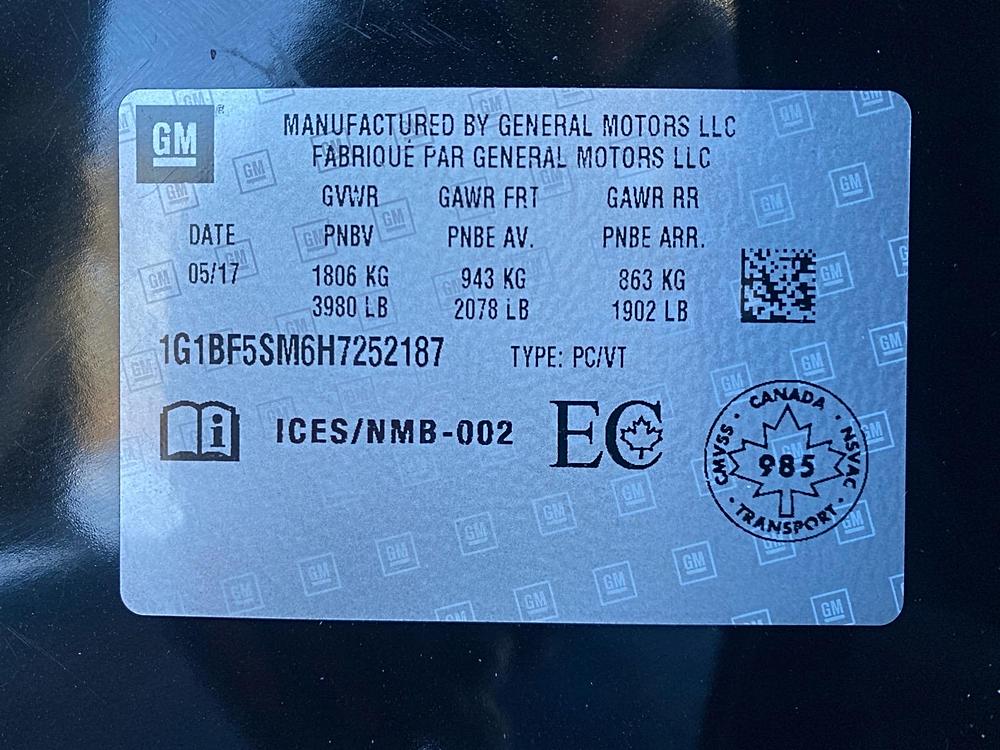 GM
MANUFACTURED BY GENERAL MOTORS LLC
FABRIQUÉ PAR GENERAL MOTORS LLC
GVWR GAWR FRT GAWR RR
DATE PNBV PNBE AV. PNBE ARR.
05/17 1806 KG 943 KG 863 KG
3980 LB 2078 LB 1902 LB
1G1BF5SM6H7252187 TYPE: PC/VT
i ICES/NMB-002 EC
CANADA
CMVSS 985 NSVAC
TRANSPORT